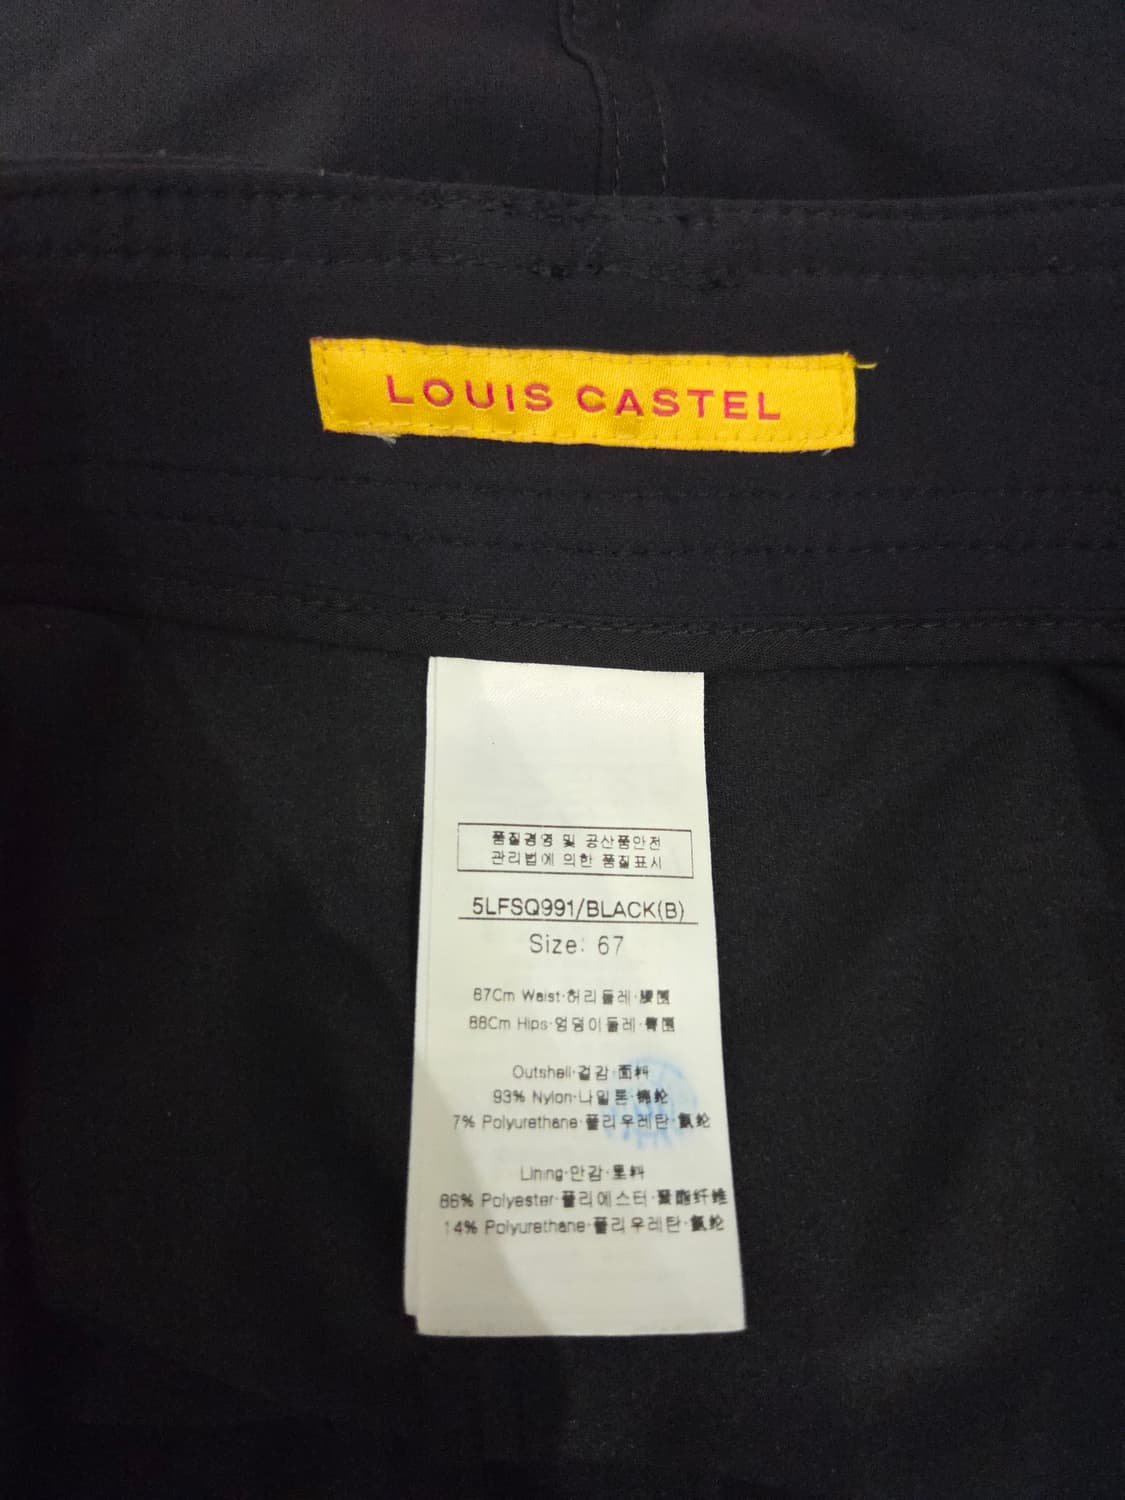 LOUIS CASTEL
품질경영 및 공산품안전
관리법에 의한 품질표시
5LFSQ991/BLACK(B)
Size: 67
67Cm Waist·허리둘레·腰围
88Cm Hips·엉덩이둘레·臀围
Outshell·겉감·面料
93% Nylon·나일론·锦纶
7% Polyurethane·폴리우레탄·氨纶
Lining·안감·里料
86% Polyester·폴리에스터·聚酯纤维
14% Polyurethane·폴리우레탄·氨纶